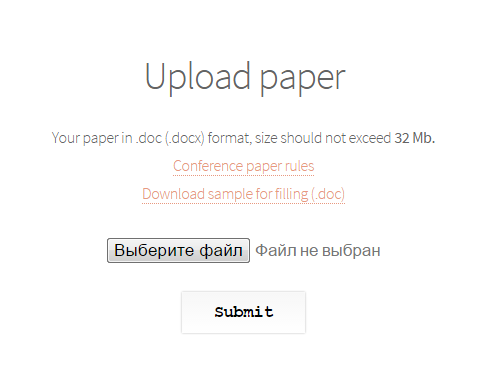 Upload paper
Your paper in .doc (.docx) format, size should not exceed 32 Mb.
Conference paper rules
Download sample for filling (.doc)
Выберите файл Файл не выбран
Submit